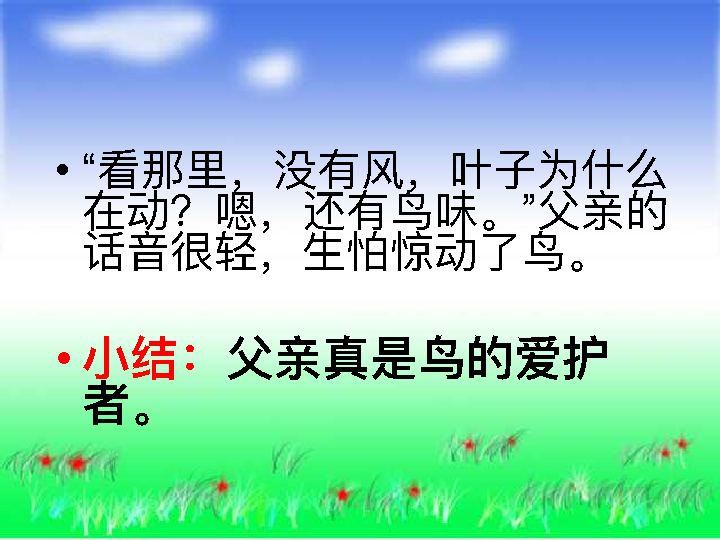 • “看那里，没有风，叶子为什么
在动？嗯，还有鸟味。”父亲的
话音很轻，生怕惊动了鸟。
• 小结：父亲真是鸟的爱护
者。